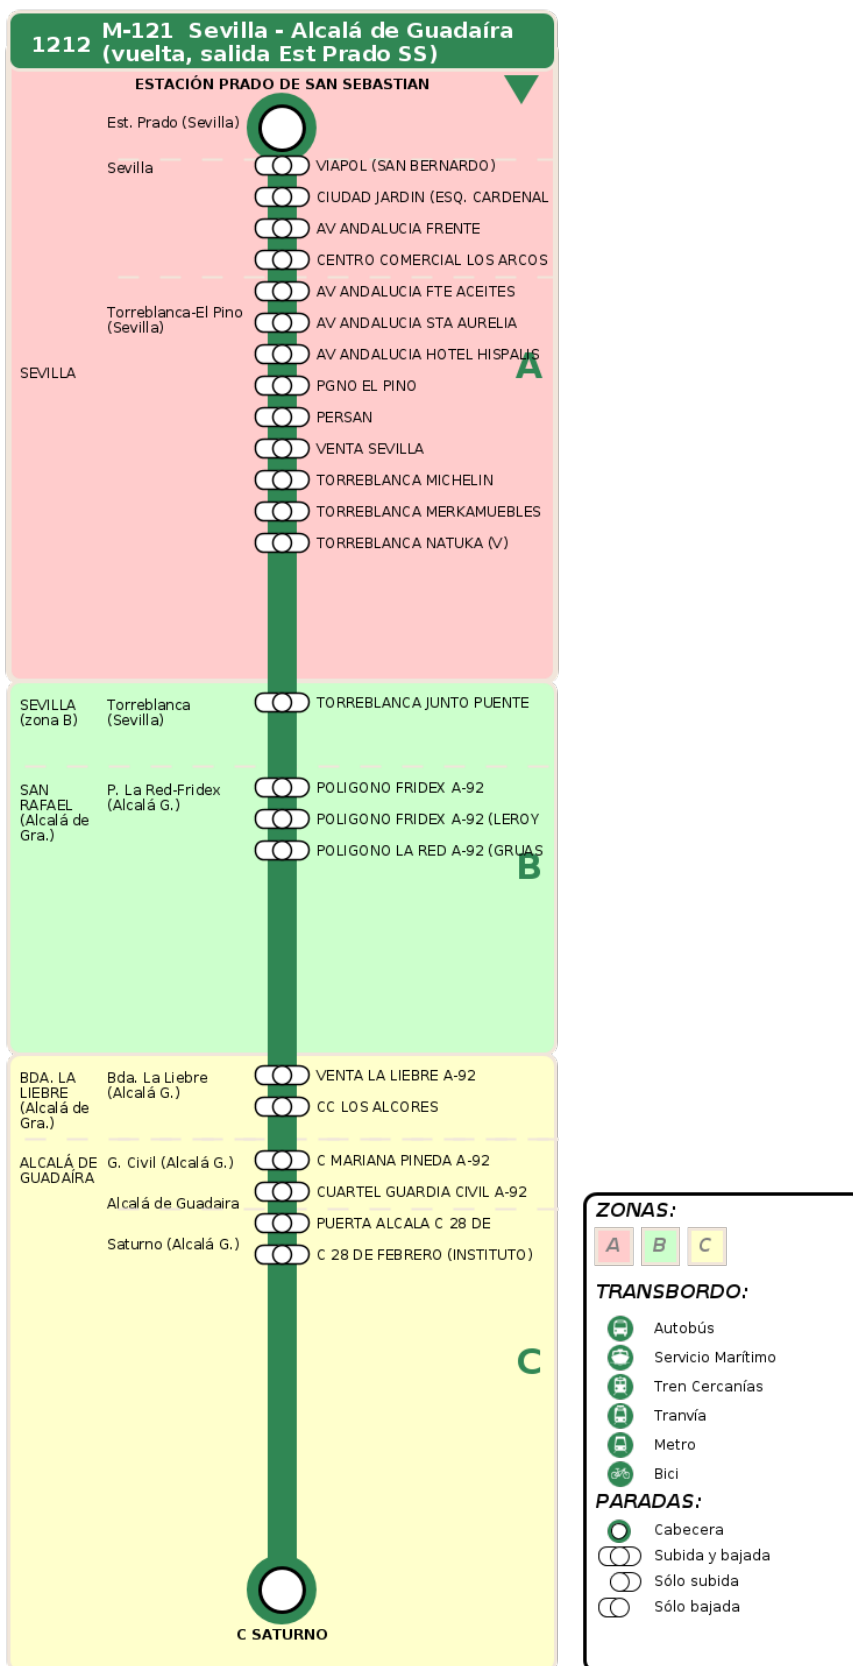 1212
M-121 Sevilla - Alcalá de Guadaíra
(vuelta, salida Est Prado SS)
ESTACIÓN PRADO DE SAN SEBASTIAN
Est. Prado (Sevilla)
Sevilla
VIAPOL (SAN BERNARDO)
CIUDAD JARDIN (ESQ. CARDENAL
AV ANDALUCIA FRENTE
CENTRO COMERCIAL LOS ARCOS
AV ANDALUCIA FTE ACEITES
Torreblanca-El Pino
(Sevilla)
AV ANDALUCIA STA AURELIA
AV ANDALUCIA HOTEL HISPALIS
A
SEVILLA
PGNO EL PINO
PERSAN
VENTA SEVILLA
TORREBLANCA MICHELIN
TORREBLANCA MERKAMUEBLES
TORREBLANCA NATUKA (V)
SEVILLA
(zona B)
Torreblanca
(Sevilla)
TORREBLANCA JUNTO PUENTE
SAN
RAFAEL
(Alcalá de
Gra.)
P. La Red-Fridex
(Alcalá G.)
POLIGONO FRIDEX A-92
POLIGONO FRIDEX A-92 (LEROY
POLIGONO LA RED A-92 (GRUAS
B
BDA. LA
LIEBRE
(Alcalá de
Gra.)
Bda. La Liebre
(Alcalá G.)
VENTA LA LIEBRE A-92
CC LOS ALCORES
ALCALÁ DE
GUADAÍRA
G. Civil (Alcalá G.)
C MARIANA PINEDA A-92
CUARTEL GUARDIA CIVIL A-92
Alcalá de Guadaira
PUERTA ALCALA C 28 DE
Saturno (Alcalá G.)
C 28 DE FEBRERO (INSTITUTO)
C
C SATURNO
ZONAS:
A B C
TRANSBORDO:
Autobús
Servicio Marítimo
Tren Cercanías
Tranvía
Metro
Bici
PARADAS:
Cabecera
Subida y bajada
Sólo subida
Sólo bajada